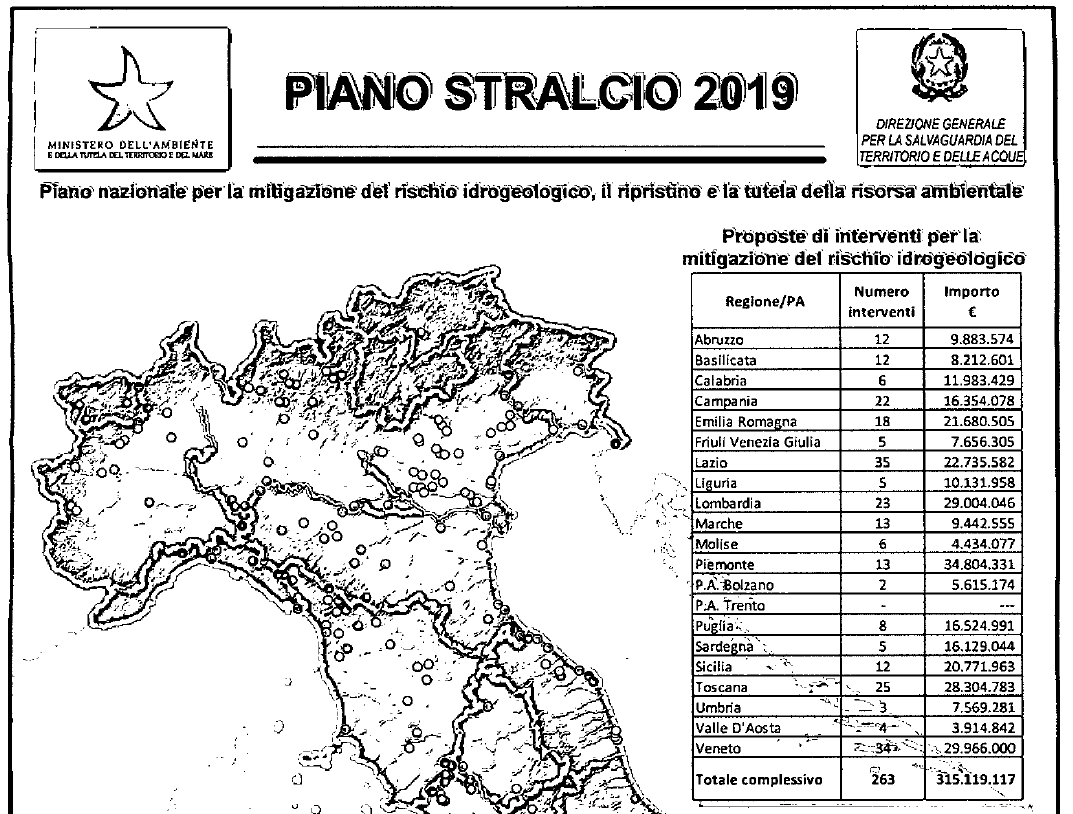 MINISTERO DELL'AMBIENTE
E DELLA TUTELA DEL TERRITORIO E DEL MARE
PIANO STRALCIO 2019
DIREZIONE GENERALE
PER LA SALVAGUARDIA DEL
TERRITORIO E DELLE ACQUE
Piano nazionale per la mitigazione del rischio idrogeologico, il ripristino e la tutela della risorsa ambientale
Proposte di interventi per la
mitigazione del rischio idrogeologico
Regione/PA Numero interventi Importo €
Abruzzo 12 9.883.574
Basilicata 12 8.212.601
Calabria 6 11.983.429
Campania 22 16.354.078
Emilia Romagna 18 21.680.505
Friuli Venezia Giulia 5 7.656.305
Lazio 35 22.735.582
Liguria 5 10.131.958
Lombardia 23 29.004.046
Marche 13 9.442.555
Molise 6 4.434.077
Piemonte 13 34.804.331
P.A. Bolzano 2 5.615.174
P.A. Trento - ---
Puglia 8 16.524.991
Sardegna 5 16.129.044
Sicilia 12 20.771.963
Toscana 25 28.304.783
Umbria 3 7.569.281
Valle D'Aosta 4 3.914.842
Veneto 34 29.966.000
Totale complessivo 263 315.119.117